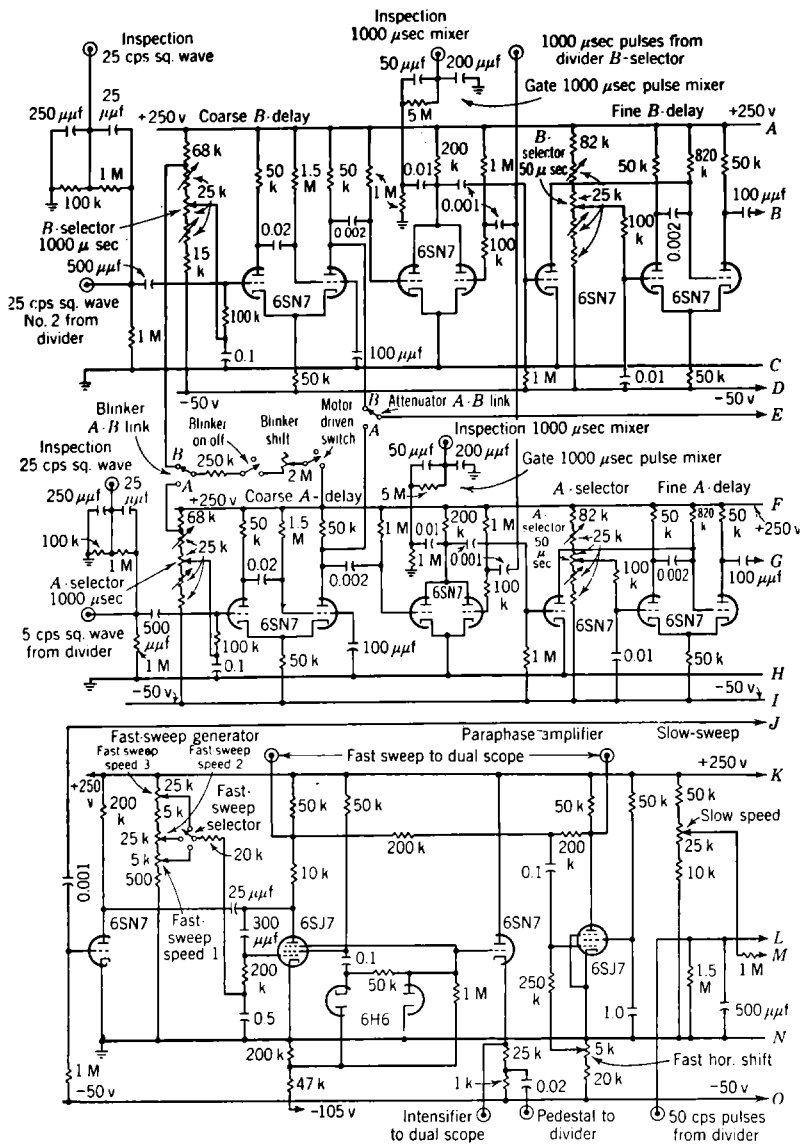 Inspection
25 cps sq. wave
Inspection
1000 μsec mixer
1000 μsec pulses from
divider B-selector
50 μμf
200 μμf
Gate 1000 μsec pulse mixer
250 μμf
25
μμf
+250 v
Coarse B-delay
5 M
Fine B-delay
+250 v
A
68 k
50
k
1.5
M
50
k
200
k
1
M
B-
selector
50 μsec
82 k
50 k
820
k
50 k
1 M
100 k
25 k
1 M
0.01
25 k
100 μμf
B
B-selector
1000 μ sec
0.02
0.002
0.001
100
k
100
k
0.002
15
k
500 μμf
6SN7
6SN7
6SN7
6SN7
25 cps sq. wave
No. 2 from
divider
1 M
100 k
0.1
100 μμf
1 M
0.01
C
50 k
50 k
D
-50 v
-50 v
Blinker
A-B link
Blinker
on off
Blinker
shift
Motor
driven
switch
B
Attenuator A-B link
E
A
Inspection
25 cps sq. wave
B
250 k
2 M
Inspection 1000 μsec mixer
A
50 μμf
200 μμf
Gate 1000 μsec pulse mixer
250 μμf
25 μμf
+250 v
Coarse A-delay
5 M
A-selector
Fine A-delay
F
+250 v
68 k
50
k
1.5
M
50 k
1 M
200
k
1 M
82 k
50
k
820
k
50
k
100 k
1 M
25 k
0.01
1 M
0.001
A-
selector
50 μ
sec
25 k
G
100 μμf
A-selector
1000 μsec
0.02
0.002
100
k
100
k
0.002
6SN7
6SN7
6SN7
6SN7
5 cps sq. wave
from divider
500
μμf
1 M
100 k
0.1
100 μμf
50 k
1 M
0.01
50 k
H
-50 v
-50 v
I
J
Fast-sweep generator
Paraphase amplifier
Slow-sweep
Fast sweep
speed 3
Fast sweep
speed 2
Fast sweep to dual scope
+250
v
+250 v
K
200
k
25 k
5 k
25 k
5 k
500
Fast-
sweep
selector
20 k
50 k
50 k
200 k
50 k
200
k
50 k
50 k
Slow speed
25 k
10 k
10 k
0.001
25 μμf
0.1
6SN7
Fast-
sweep
speed 1
300
μμf
6SJ7
6SN7
6SJ7
L
M
200
k
0.1
50 k
1 M
250
k
1.5
M
1 M
0.5
6H6
1.0
500
μμf
N
200 k
25 k
5 k
Fast hor. shift
1 M
-50 v
47 k
1 k
0.02
20 k
-50 v
O
-105 v
Intensifier
to dual scope
Pedestal to
divider
50 cps pulses
from divider